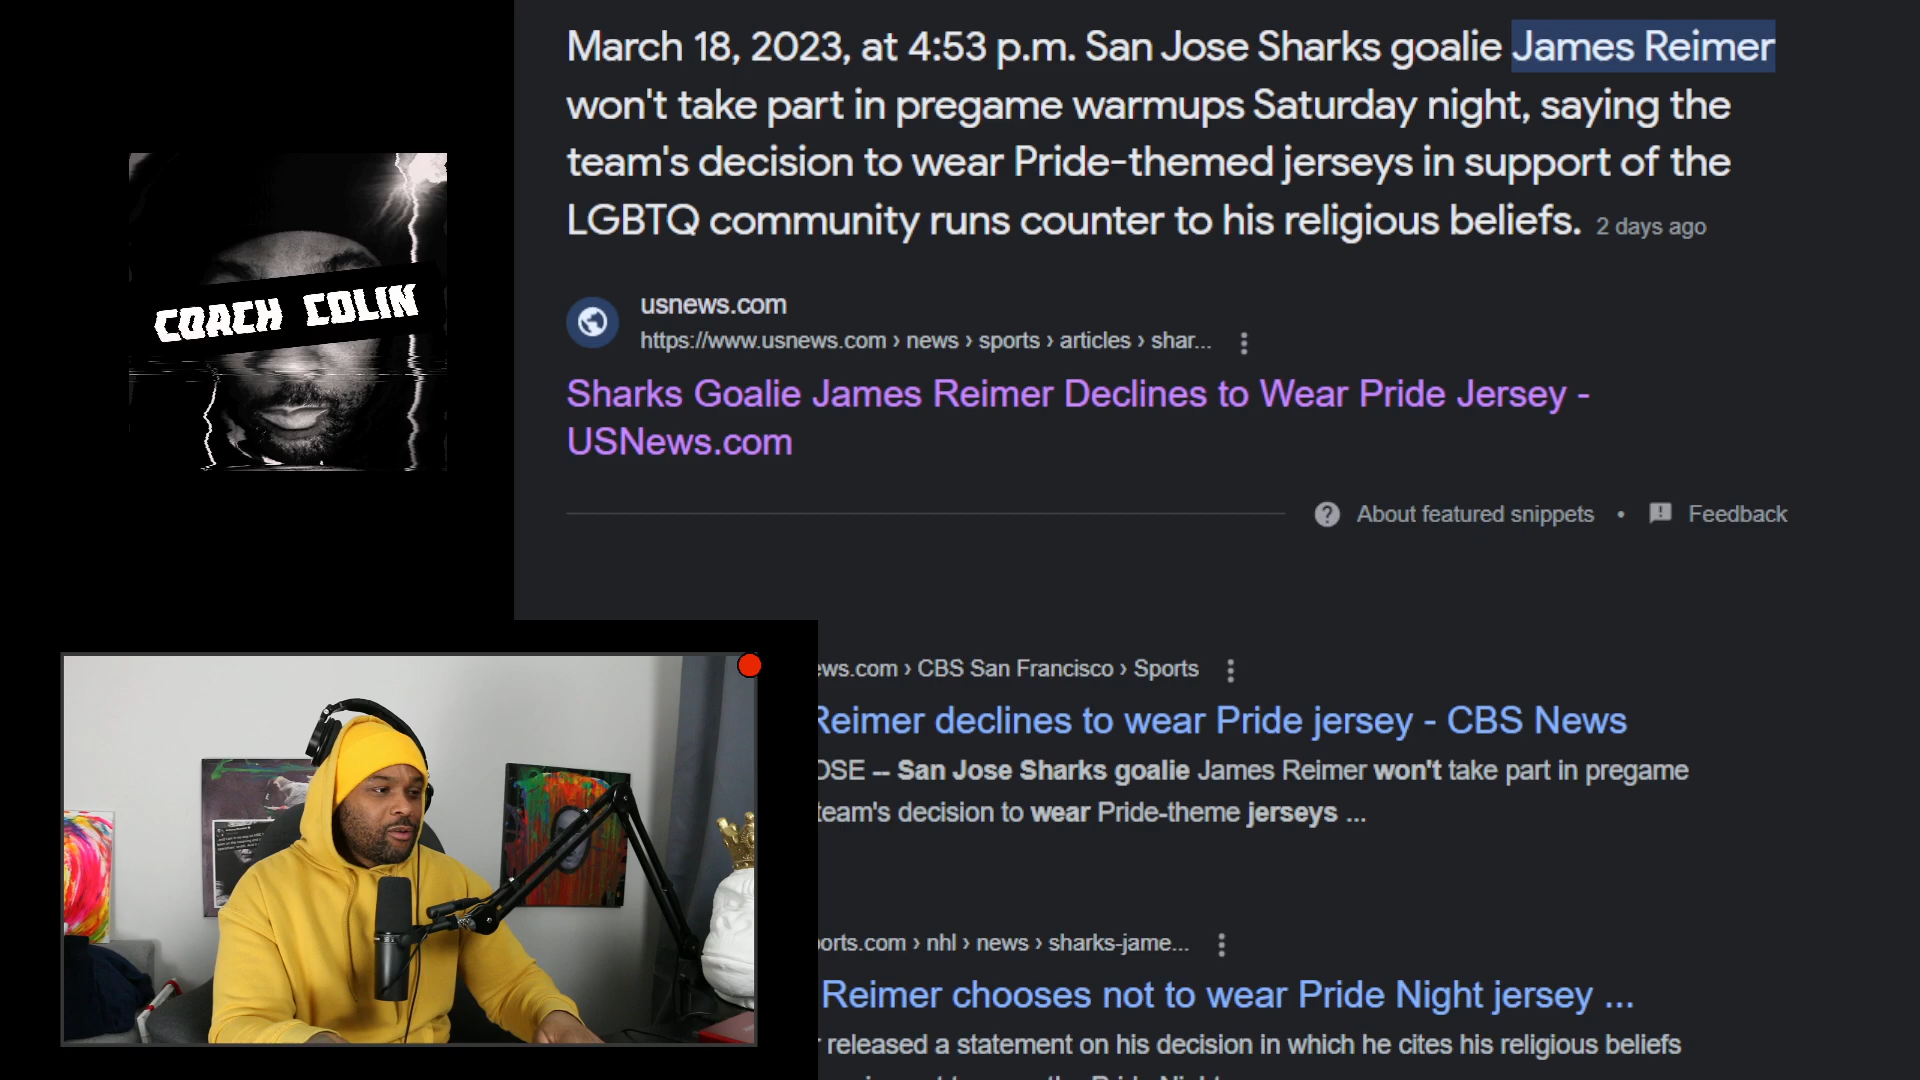 March 18, 2023, at 4:53 p.m. San Jose Sharks goalie James Reimer
won't take part in pregame warmups Saturday night, saying the
team's decision to wear Pride-themed jerseys in support of the
LGBTQ community runs counter to his religious beliefs. 2 days ago
COACH COLIN
usnews.com
https://www.usnews.com › news › sports › articles › shar...
Sharks Goalie James Reimer Declines to Wear Pride Jersey -
USNews.com
About featured snippets • Feedback
ews.com › CBS San Francisco › Sports
Reimer declines to wear Pride jersey - CBS News
OSE -- San Jose Sharks goalie James Reimer won't take part in pregame
team's decision to wear Pride-theme jerseys ...
ports.com › nhl › news › sharks-jame...
Reimer chooses not to wear Pride Night jersey ...
released a statement on his decision in which he cites his religious beliefs